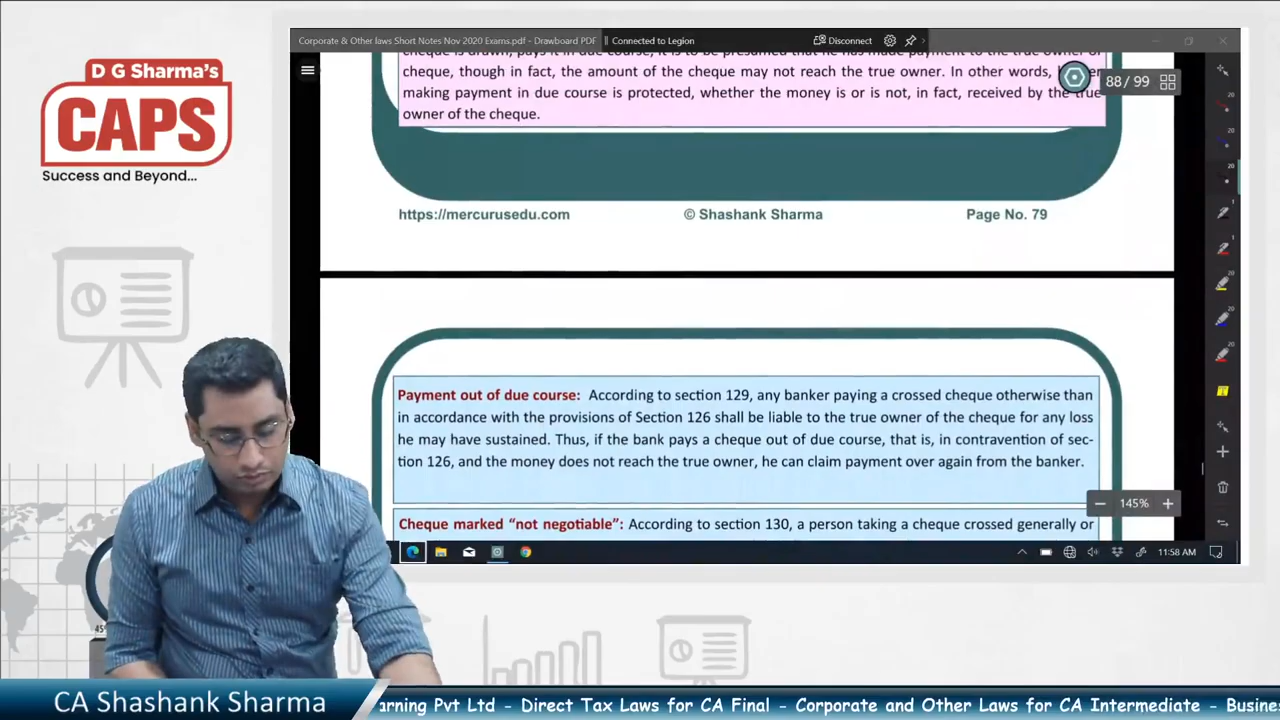 D G Sharma's
CAPS
Success and Beyond...
Corporate & Other laws Short Notes Nov 2020 Exams.pdf - Drawboard PDF
Connected to Legion
Disconnect
88 / 99
cheque, though in fact, the amount of the cheque may not reach the true owner. In other words,
making payment in due course is protected, whether the money is or is not, in fact, received by the true
owner of the cheque.
https://mercurusedu.com
© Shashank Sharma
Page No. 79
Payment out of due course: According to section 129, any banker paying a crossed cheque otherwise than
in accordance with the provisions of Section 126 shall be liable to the true owner of the cheque for any loss
he may have sustained. Thus, if the bank pays a cheque out of due course, that is, in contravention of sec-
tion 126, and the money does not reach the true owner, he can claim payment over again from the banker.
145%
Cheque marked “not negotiable”: According to section 130, a person taking a cheque crossed generally or
11:58 AM
45°
CA Shashank Sharma
arning Pvt Ltd - Direct Tax Laws for CA Final - Corporate and Other Laws for CA Intermediate - Busine